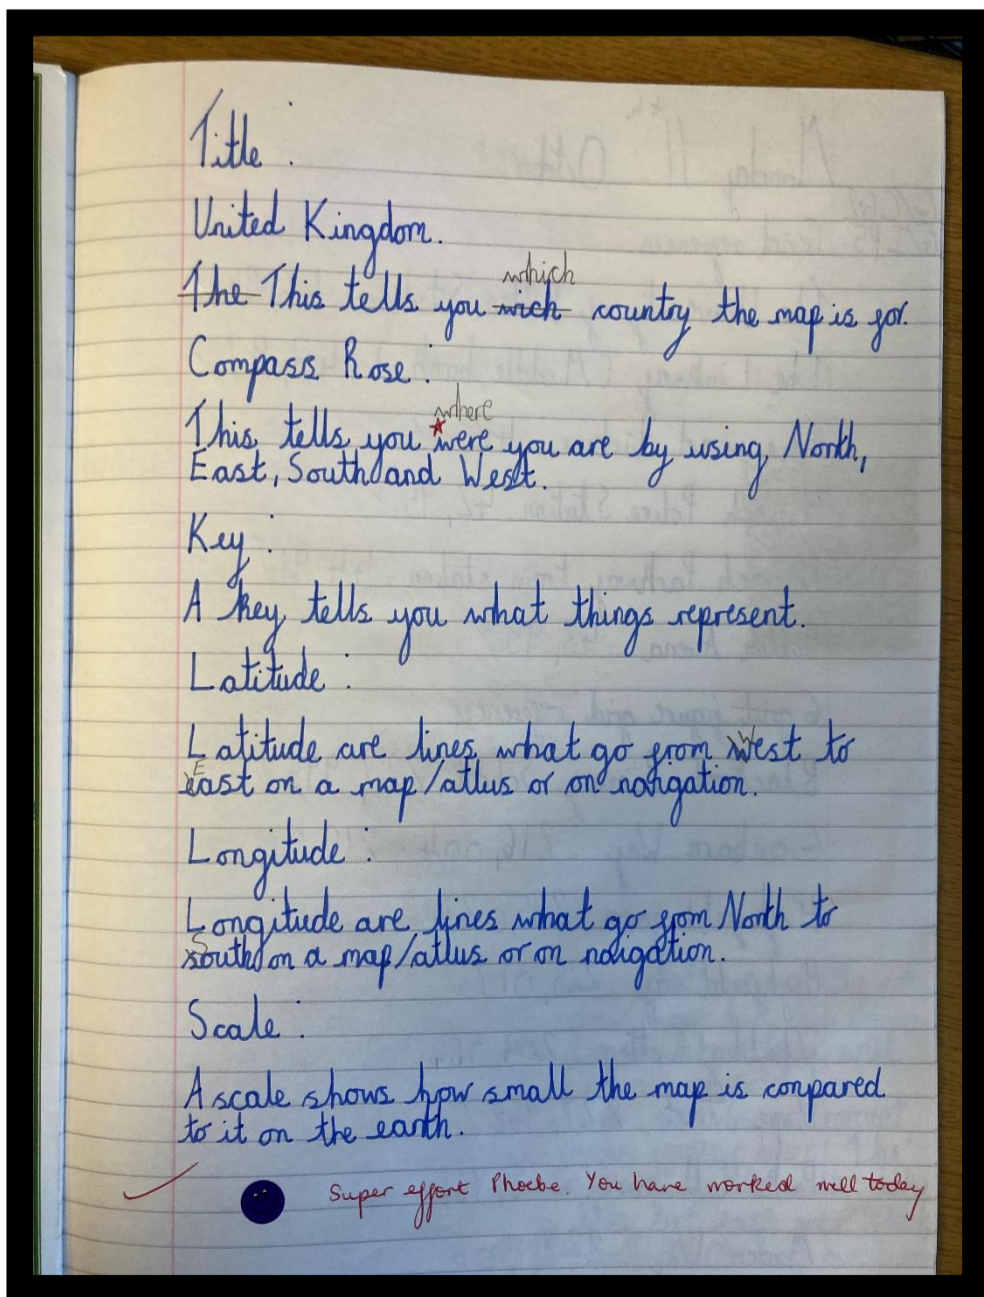 Title :
United Kingdom.
which
The This tells you wich country the map is for.
Compass Rose :
where
This tells you were you are by using, North,
East, South and West.
Key :
A key tells you what things represent.
Latitude :
Latitude are lines what go from West to
East on a map/atlus or on navigation.
Longitude :
Longitude are lines what go from North to
South on a map/atlus or on navigation.
Scale :
A scale shows how small the map is conpared
to it on the earth.
Super effort Phoebe. You have worked well today